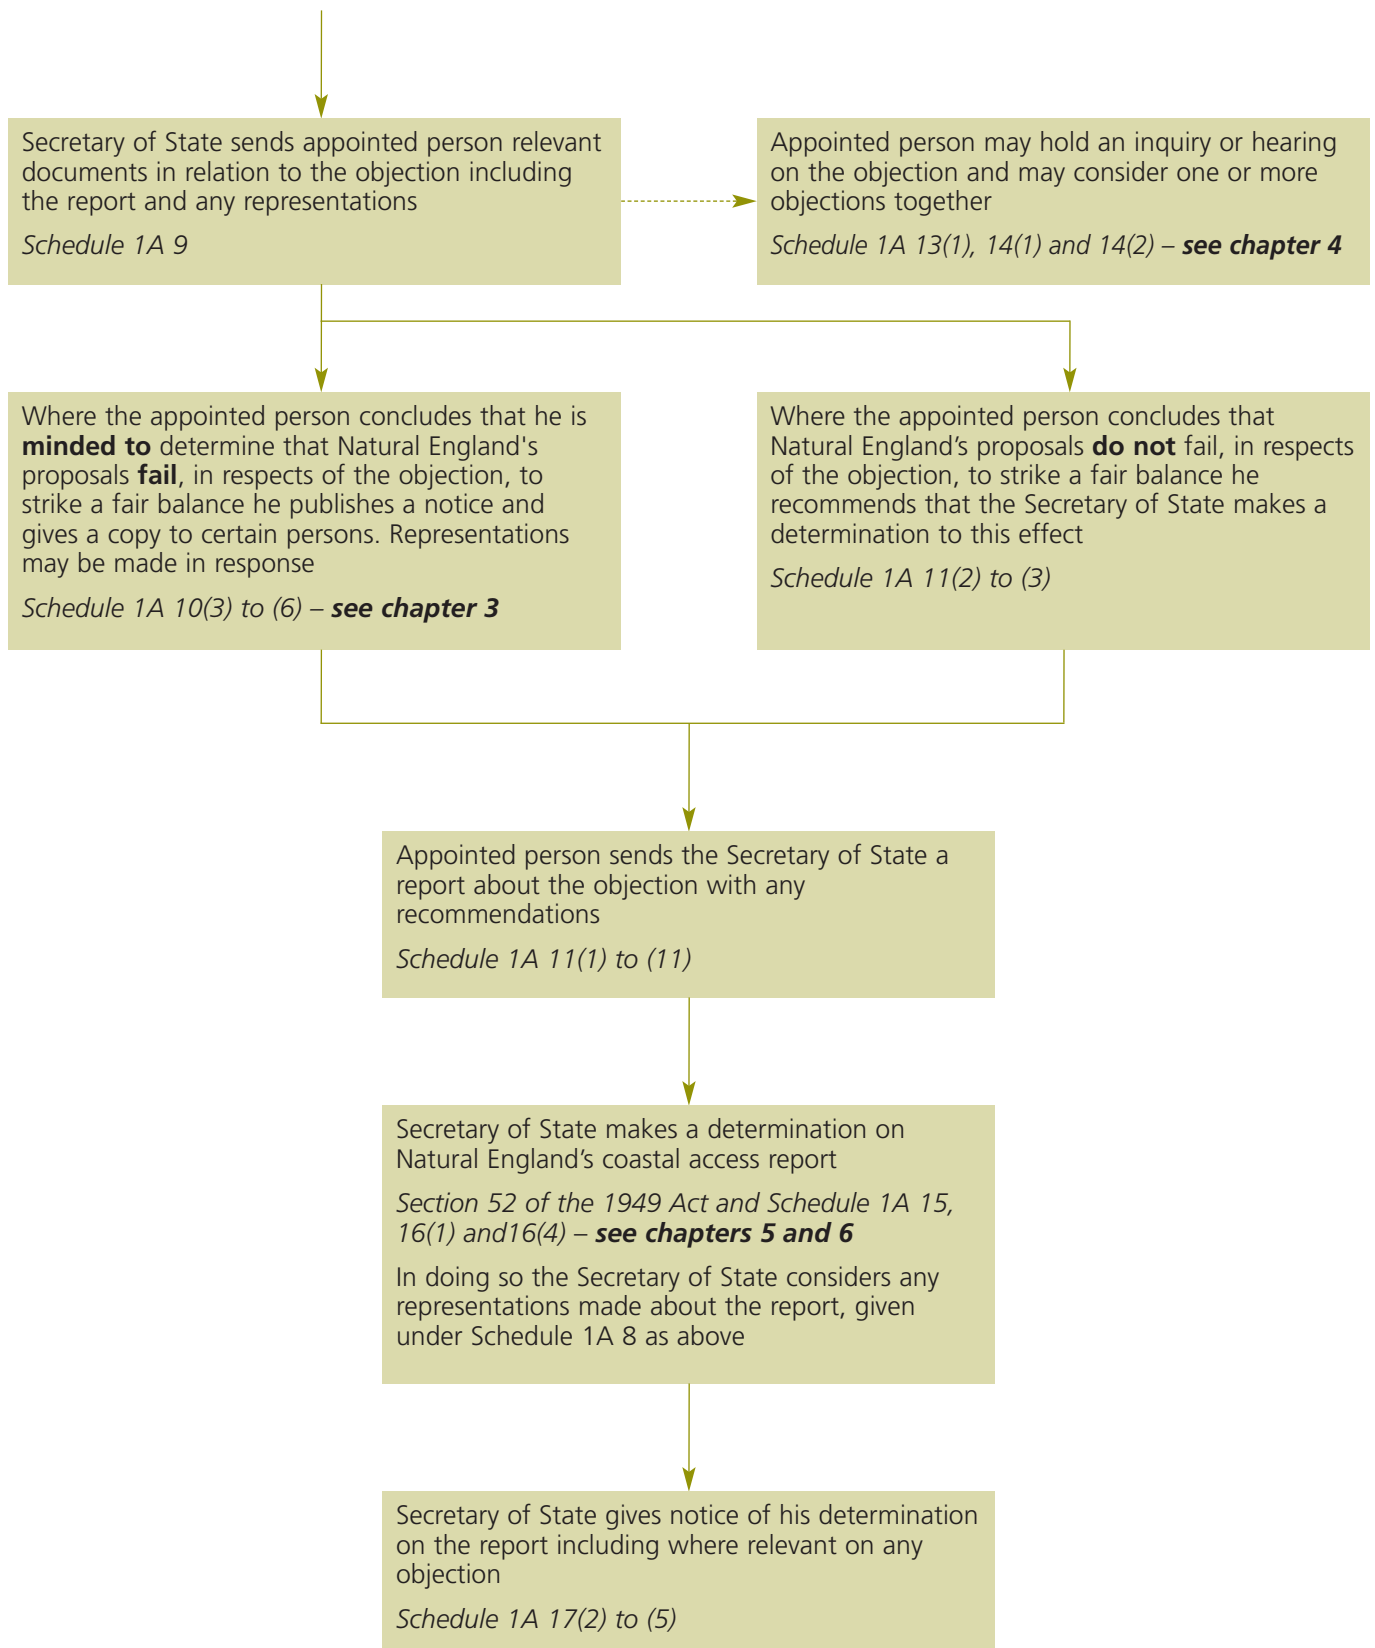 Secretary of State sends appointed person relevant
documents in relation to the objection including
the report and any representations
Schedule 1A 9
Appointed person may hold an inquiry or hearing
on the objection and may consider one or more
objections together
Schedule 1A 13(1), 14(1) and 14(2) – see chapter 4
Where the appointed person concludes that he is
minded to determine that Natural England's
proposals fail, in respects of the objection, to
strike a fair balance he publishes a notice and
gives a copy to certain persons. Representations
may be made in response
Schedule 1A 10(3) to (6) – see chapter 3
Where the appointed person concludes that
Natural England’s proposals do not fail, in respects
of the objection, to strike a fair balance he
recommends that the Secretary of State makes a
determination to this effect
Schedule 1A 11(2) to (3)
Appointed person sends the Secretary of State a
report about the objection with any
recommendations
Schedule 1A 11(1) to (11)
Secretary of State makes a determination on
Natural England’s coastal access report
Section 52 of the 1949 Act and Schedule 1A 15,
16(1) and16(4) – see chapters 5 and 6
In doing so the Secretary of State considers any
representations made about the report, given
under Schedule 1A 8 as above
Secretary of State gives notice of his determination
on the report including where relevant on any
objection
Schedule 1A 17(2) to (5)